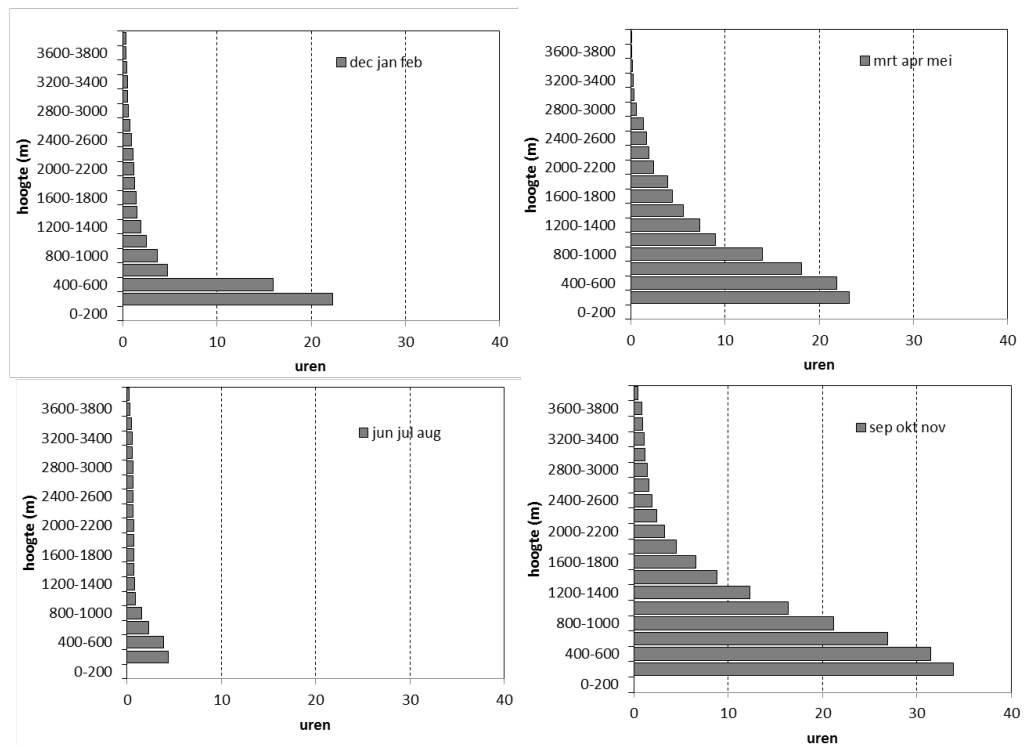 hoogte (m)
3600-3800
3200-3400
2800-3000
2400-2600
2000-2200
1600-1800
1200-1400
800-1000
400-600
0-200
dec jan feb
0 10 20 30 40
uren
hoogte (m)
3600-3800
3200-3400
2800-3000
2400-2600
2000-2200
1600-1800
1200-1400
800-1000
400-600
0-200
mrt apr mei
0 10 20 30 40
uren
hoogte (m)
3600-3800
3200-3400
2800-3000
2400-2600
2000-2200
1600-1800
1200-1400
800-1000
400-600
0-200
jun jul aug
0 10 20 30 40
uren
hoogte (m)
3600-3800
3200-3400
2800-3000
2400-2600
2000-2200
1600-1800
1200-1400
800-1000
400-600
0-200
sep okt nov
0 10 20 30 40
uren